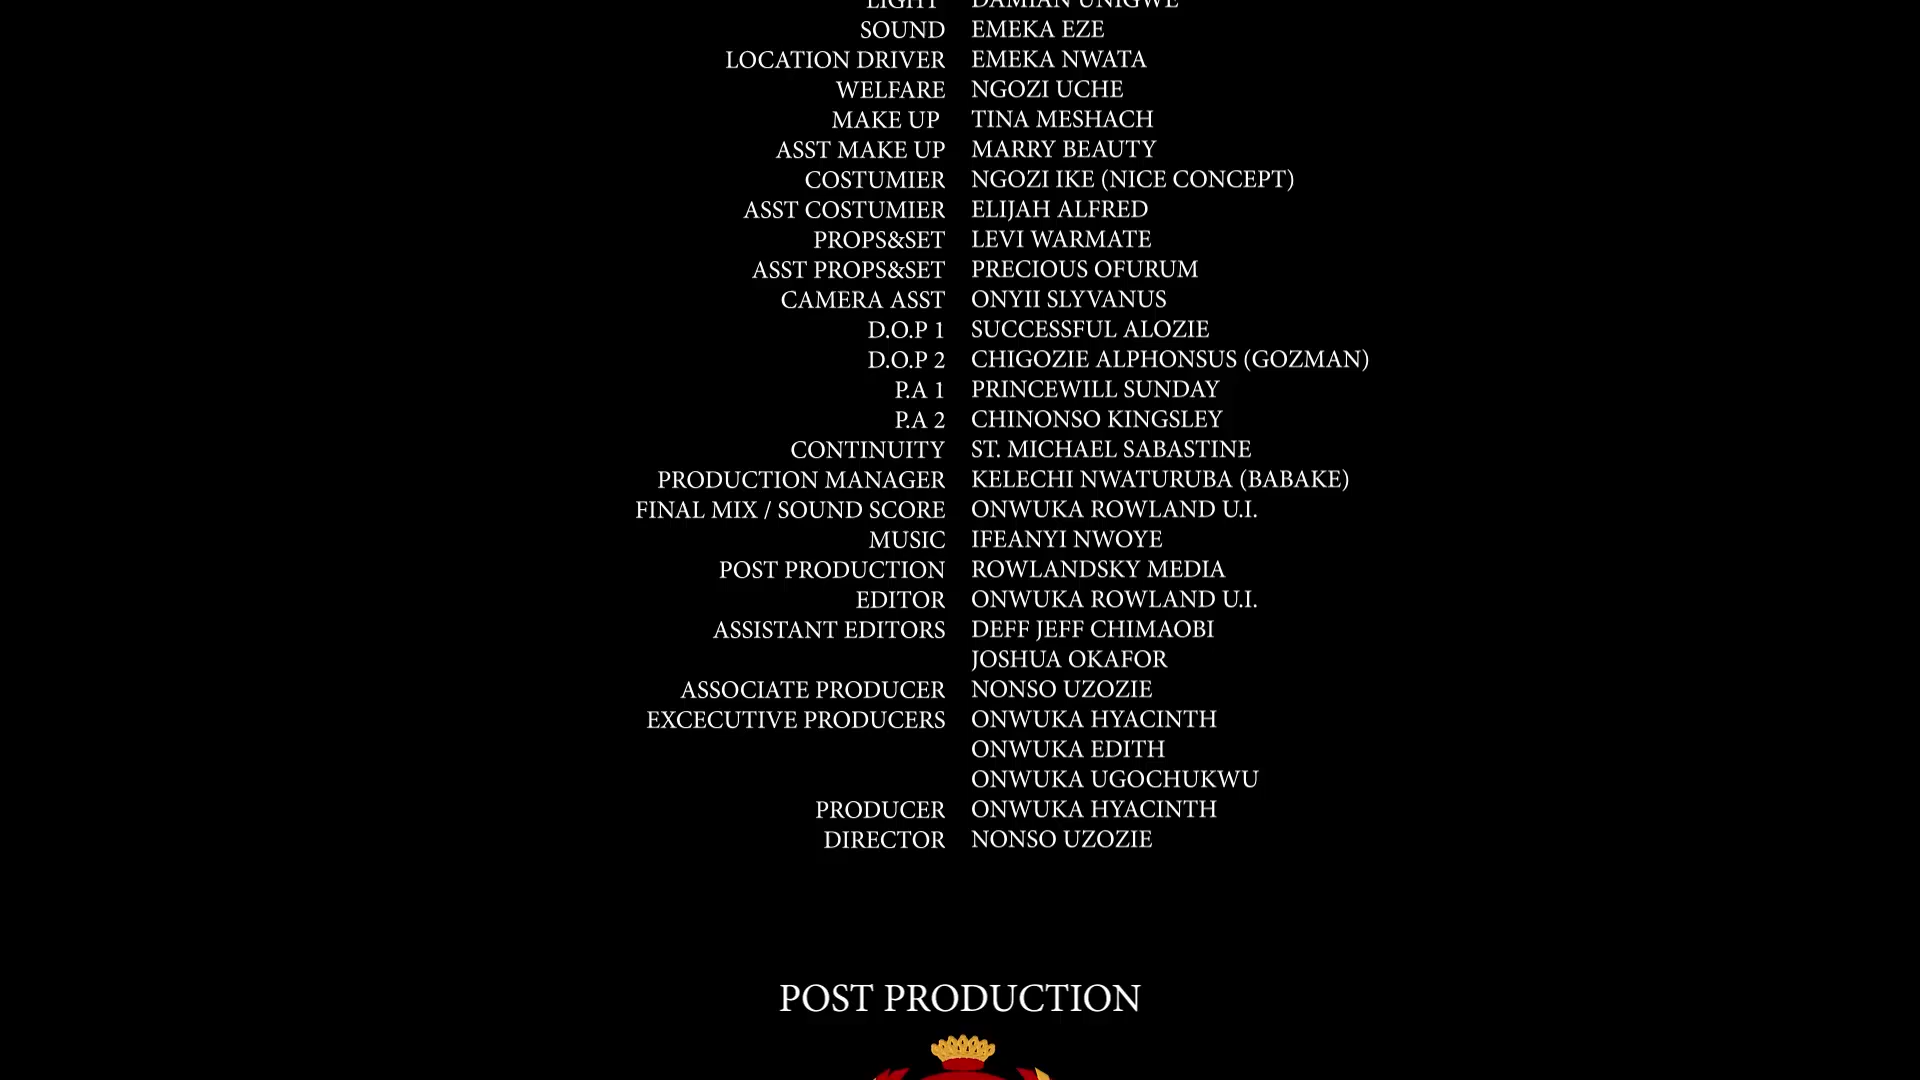 LIGHT DAMIAN UNIGWE
SOUND EMEKA EZE
LOCATION DRIVER EMEKA NWATA
WELFARE NGOZI UCHE
MAKE UP TINA MESHACH
ASST MAKE UP MARRY BEAUTY
COSTUMIER NGOZI IKE (NICE CONCEPT)
ASST COSTUMIER ELIJAH ALFRED
PROPS&SET LEVI WARMATE
ASST PROPS&SET PRECIOUS OFURUM
CAMERA ASST ONYII SLYVANUS
D.O.P 1 SUCCESSFUL ALOZIE
D.O.P 2 CHIGOZIE ALPHONSUS (GOZMAN)
P.A 1 PRINCEWILL SUNDAY
P.A 2 CHINONSO KINGSLEY
CONTINUITY ST. MICHAEL SABASTINE
PRODUCTION MANAGER KELECHI NWATURUBA (BABAKE)
FINAL MIX / SOUND SCORE ONWUKA ROWLAND U.I.
MUSIC IFEANYI NWOYE
POST PRODUCTION ROWLANDSKY MEDIA
EDITOR ONWUKA ROWLAND U.I.
ASSISTANT EDITORS DEFF JEFF CHIMAOBI
JOSHUA OKAFOR
ASSOCIATE PRODUCER NONSO UZOZIE
EXCECUTIVE PRODUCERS ONWUKA HYACINTH
ONWUKA EDITH
ONWUKA UGOCHUKWU
PRODUCER ONWUKA HYACINTH
DIRECTOR NONSO UZOZIE
POST PRODUCTION